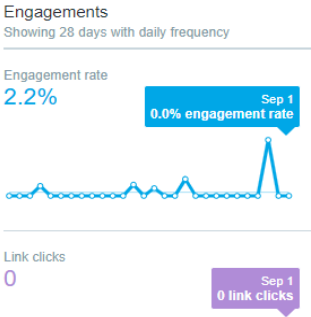 Engagements
Showing 28 days with daily frequency
Engagement rate
2.2%
Sep 1
0.0% engagement rate
Link clicks
0
Sep 1
0 link clicks